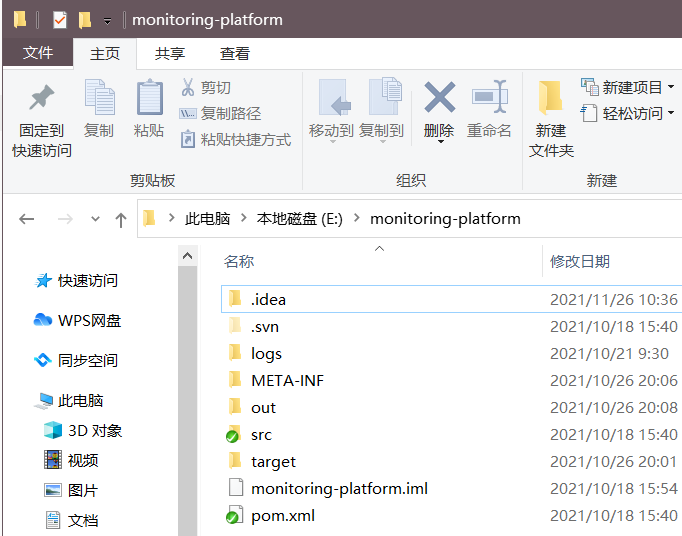 monitoring-platform
文件 主页 共享 查看
固定到快速访问
复制
粘贴
剪切
复制路径
粘贴快捷方式
移动到
复制到
删除
重命名
新建文件夹
新建项目
轻松访问
剪贴板 组织 新建
此电脑 本地磁盘 (E:) monitoring-platform
快速访问
WPS网盘
同步空间
此电脑
3D 对象
视频
图片
文档
名称 修改日期
.idea 2021/11/26 10:36
.svn 2021/10/18 15:40
logs 2021/10/21 9:30
META-INF 2021/10/26 20:06
out 2021/10/26 20:08
src 2021/10/18 15:40
target 2021/10/26 20:01
monitoring-platform.iml 2021/10/18 15:54
pom.xml 2021/10/18 15:40